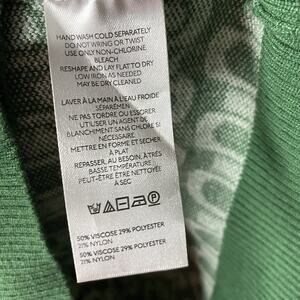 HAND WASH COLD SEPARATELY
DO NOT WRING OR TWIST
USE ONLY NON-CHLORINE
BLEACH
RESHAPE AND LAY FLAT TO DRY
LOW IRON AS NEEDED
MAY BE DRY CLEANED
LAVER À LA MAIN À L'EAU FROIDE
SÉPARÉMEN
NE PAS TORDRE OU ESSORER
UTILISER UN AGENT DE
BLANCHIMENT SANS CHLORE SI
NÉCESSAIRE
METTRE EN FORME ET SÉCHER
À PLAT
REPASSER, AU BESOIN, À TRÈS
BASSE TEMPÉRATURE
PEUT-ÊTRE ÊTRE NETTOYÉE
À SEC
50% VISCOSE 29% POLYESTER
21% NYLON
50% VISCOSE 29% POLYESTER
21% NYLON